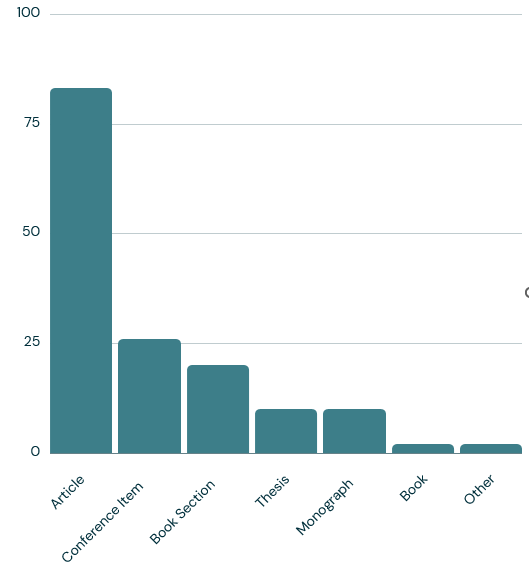 100
75
50
25
0
Article
Conference Item
Book Section
Thesis
Monograph
Book
Other